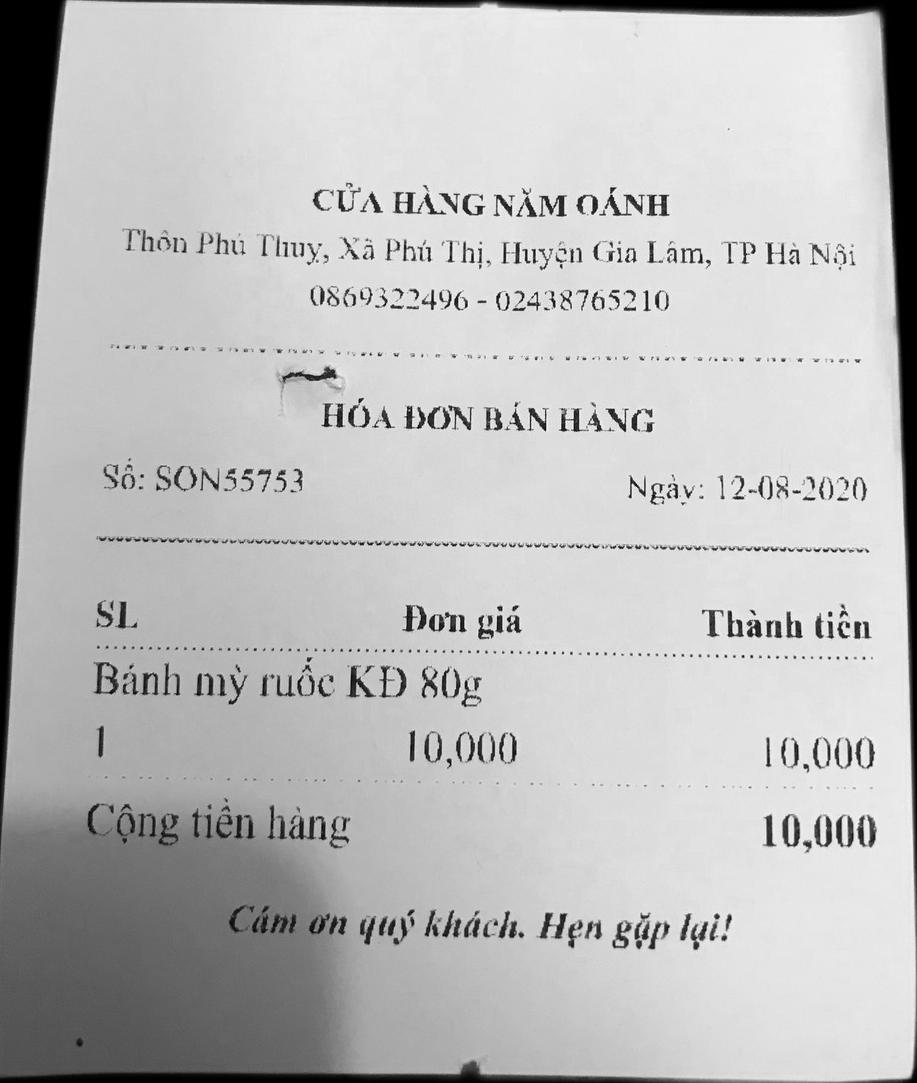 CỬA HÀNG NĂM OÁNH
Thôn Phú Thuỵ, Xã Phú Thị, Huyện Gia Lâm, TP Hà Nội
0869322496 - 02438765210
HÓA ĐƠN BÁN HÀNG
Số: SON55753 Ngày: 12-08-2020
SL Đơn giá Thành tiền
Bánh mỳ ruốc KĐ 80g
1 10,000 10,000
Cộng tiền hàng 10,000
Cám ơn quý khách. Hẹn gặp lại!